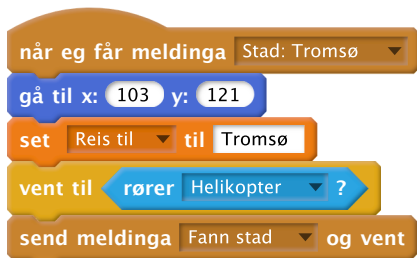 når eg får meldinga Stad: Tromsø
gå til x: 103 y: 121
set Reis til til Tromsø
vent til rører Helikopter ?
send meldinga Fann stad og vent